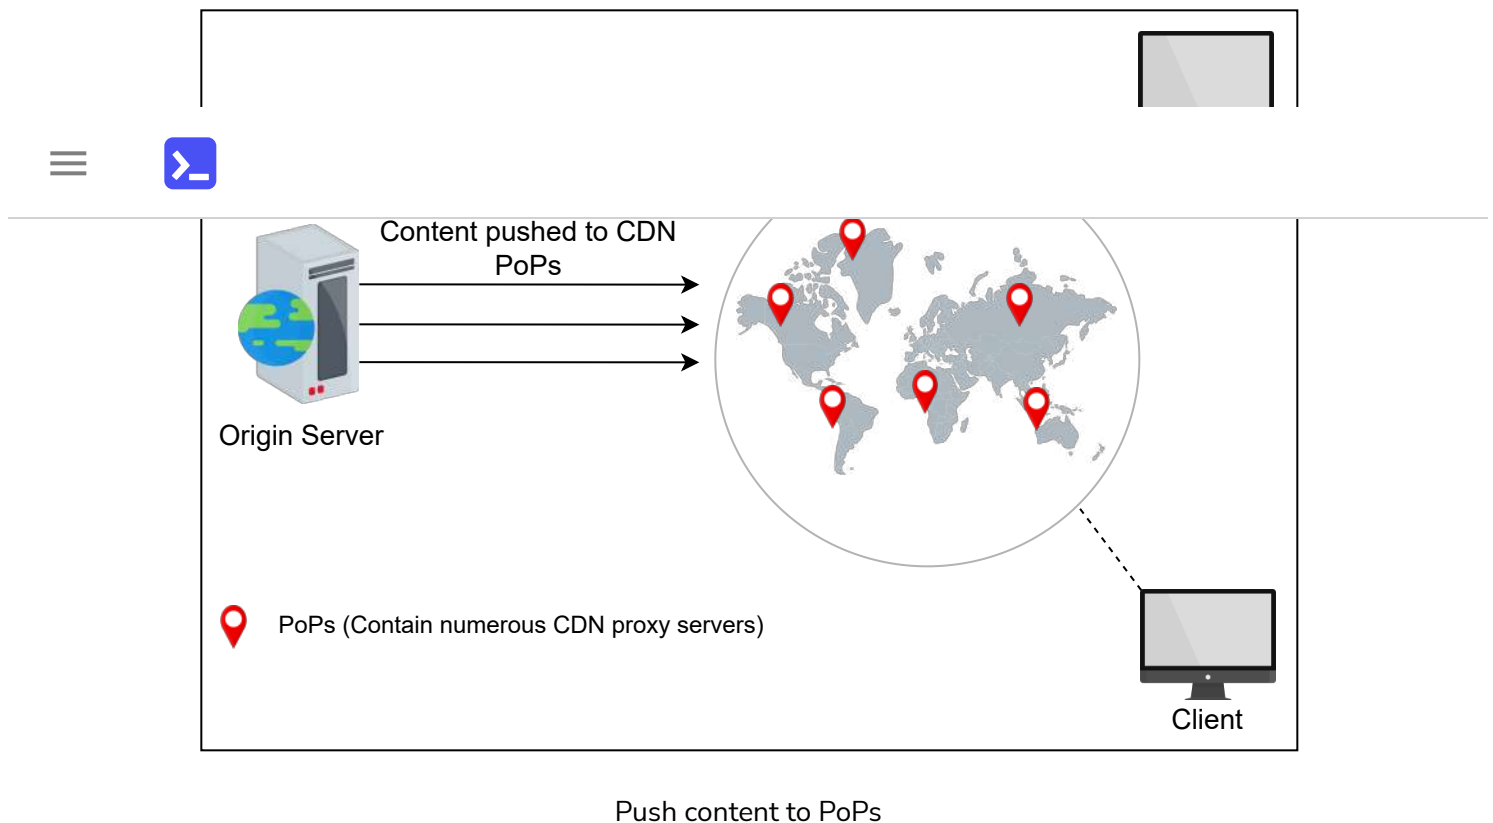 Content pushed to CDN
PoPs
Origin Server
PoPs (Contain numerous CDN proxy servers)
Client
Push content to PoPs